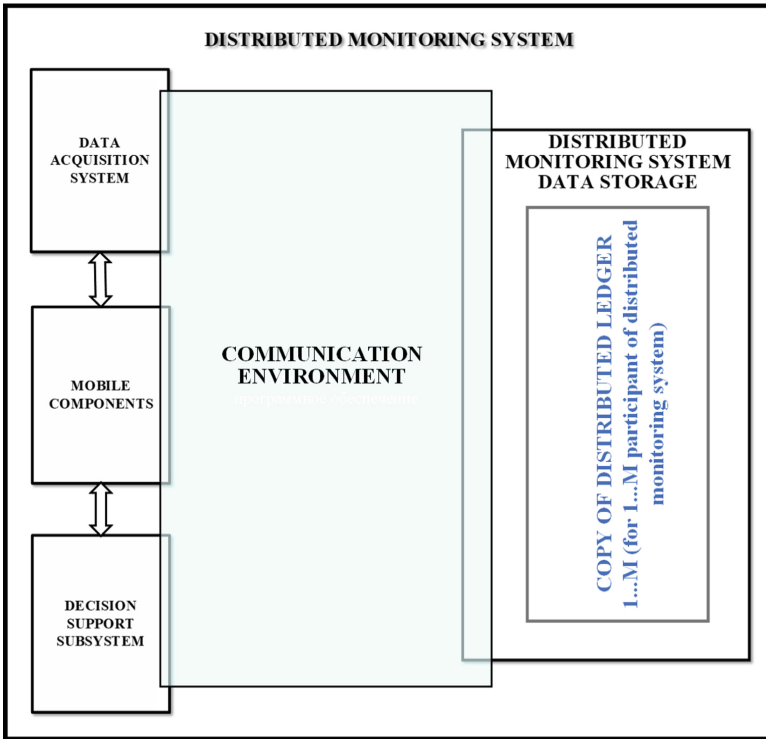 DISTRIBUTED MONITORING SYSTEM
DATA
ACQUISITION
SYSTEM
MOBILE
COMPONENTS
DECISION
SUPPORT
SUBSYSTEM
COMMUNICATION
ENVIRONMENT
DISTRIBUTED
MONITORING SYSTEM
DATA STORAGE
COPY OF DISTRIBUTED LEDGER
1...M (for 1...M participant of distributed
monitoring system)